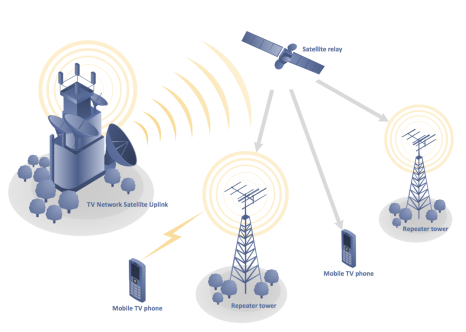 Satellite relay
TV Network Satellite Uplink
Repeater tower
Mobile TV phone
Mobile TV phone
Repeater tower